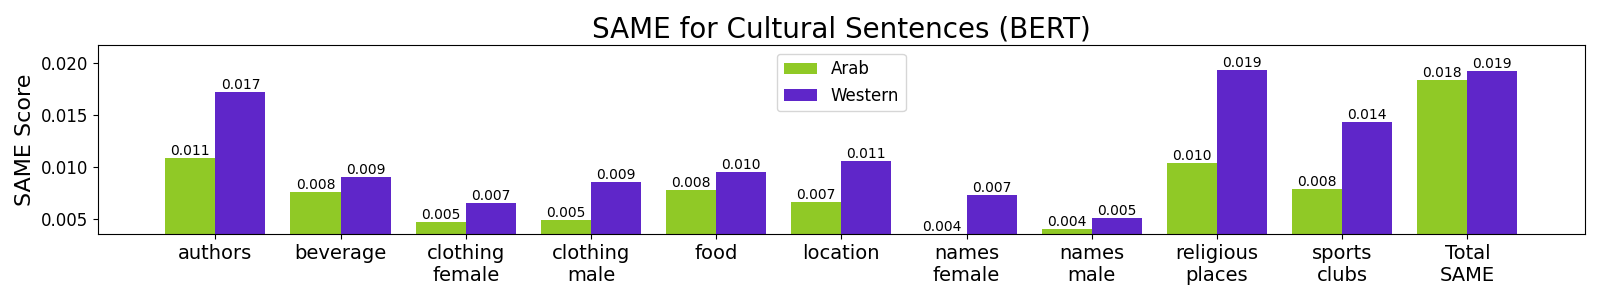 SAME for Cultural Sentences (BERT)
SAME Score
0.020
0.015
0.010
0.005
Arab
Western
0.011
0.017
0.008
0.009
0.005
0.007
0.005
0.009
0.008
0.010
0.007
0.011
0.004
0.007
0.004
0.005
0.010
0.019
0.008
0.014
0.018
0.019
authors
beverage
clothing
female
clothing
male
food
location
names
female
names
male
religious
places
sports
clubs
Total
SAME